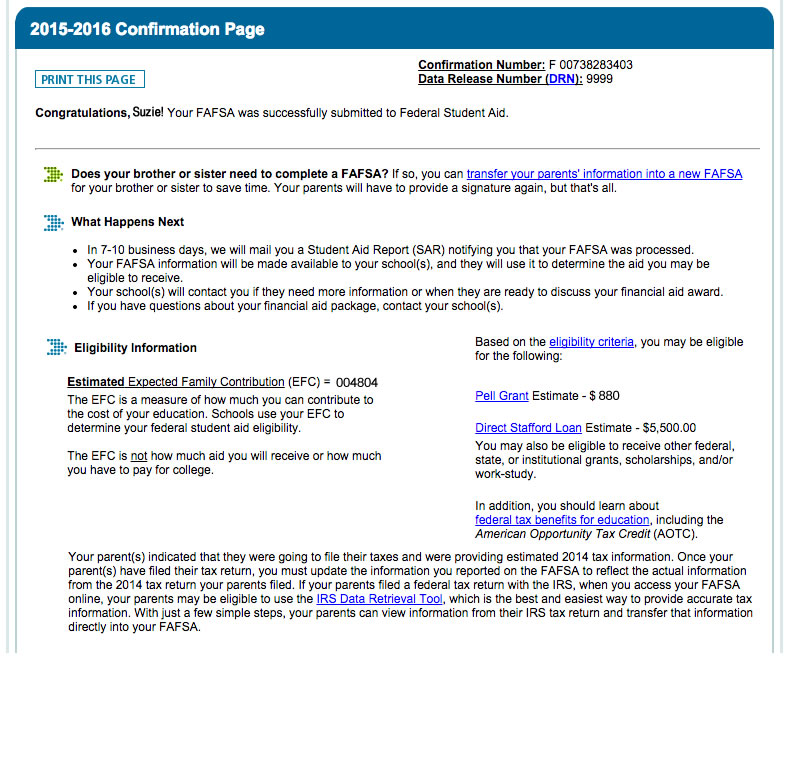 2015-2016 Confirmation Page
Confirmation Number: F 00738283403
PRINT THIS PAGE
Data Release Number (DRN): 9999
Congratulations, Suzie! Your FAFSA was successfully submitted to Federal Student Aid.
Does your brother or sister need to complete a FAFSA? If so, you can transfer your parents' information into a new FAFSA
for your brother or sister to save time. Your parents will have to provide a signature again, but that's all.
What Happens Next
• In 7-10 business days, we will mail you a Student Aid Report (SAR) notifying you that your FAFSA was processed.
• Your FAFSA information will be made available to your school(s), and they will use it to determine the aid you may be
eligible to receive.
• Your school(s) will contact you if they need more information or when they are ready to discuss your financial aid award.
• If you have questions about your financial aid package, contact your school(s).
Eligibility Information
Estimated Expected Family Contribution (EFC) = 004804
The EFC is a measure of how much you can contribute to
the cost of your education. Schools use your EFC to
determine your federal student aid eligibility.
The EFC is not how much aid you will receive or how much
you have to pay for college.
Based on the eligibility criteria, you may be eligible
for the following:
Pell Grant Estimate - $ 880
Direct Stafford Loan Estimate - $5,500.00
You may also be eligible to receive other federal,
state, or institutional grants, scholarships, and/or
work-study.
In addition, you should learn about
federal tax benefits for education, including the
American Opportunity Tax Credit (AOTC).
Your parent(s) indicated that they were going to file their taxes and were providing estimated 2014 tax information. Once your
parent(s) have filed their tax return, you must update the information you reported on the FAFSA to reflect the actual information
from the 2014 tax return your parents filed. If your parents filed a federal tax return with the IRS, when you access your FAFSA
online, your parents may be eligible to use the IRS Data Retrieval Tool, which is the best and easiest way to provide accurate tax
information. With just a few simple steps, your parents can view information from their IRS tax return and transfer that information
directly into your FAFSA.